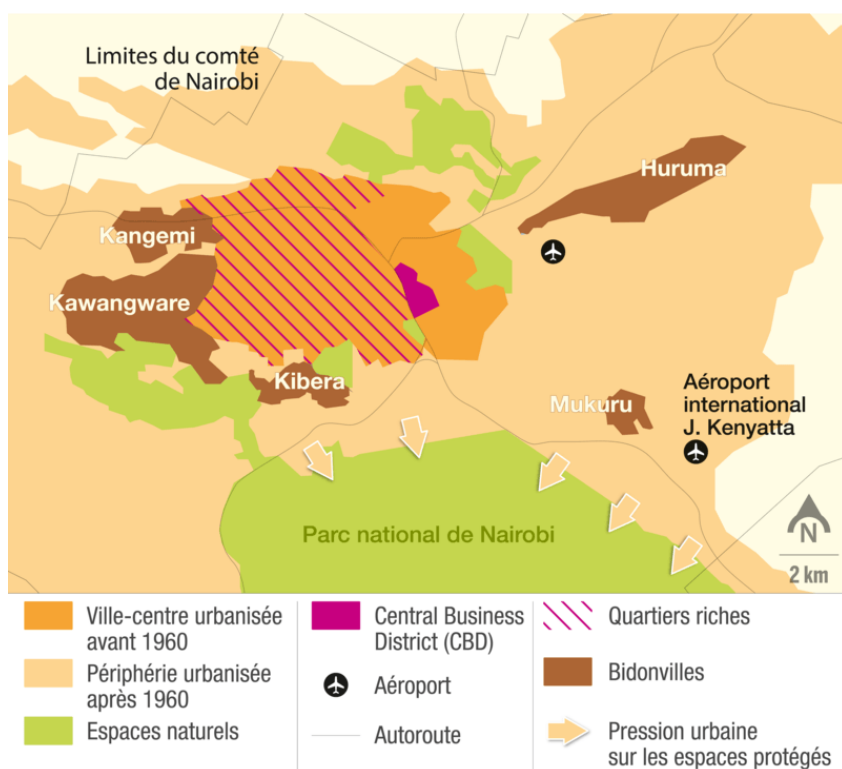 Limites du comté
de Nairobi
Huruma
Kangemi
Kawangware
Kibera
Mukuru
Aéroport
international
J. Kenyatta
Parc national de Nairobi
N
2 km
Ville-centre urbanisée
avant 1960
Périphérie urbanisée
après 1960
Espaces naturels
Central Business
District (CBD)
Aéroport
Autoroute
Quartiers riches
Bidonvilles
Pression urbaine
sur les espaces protégés